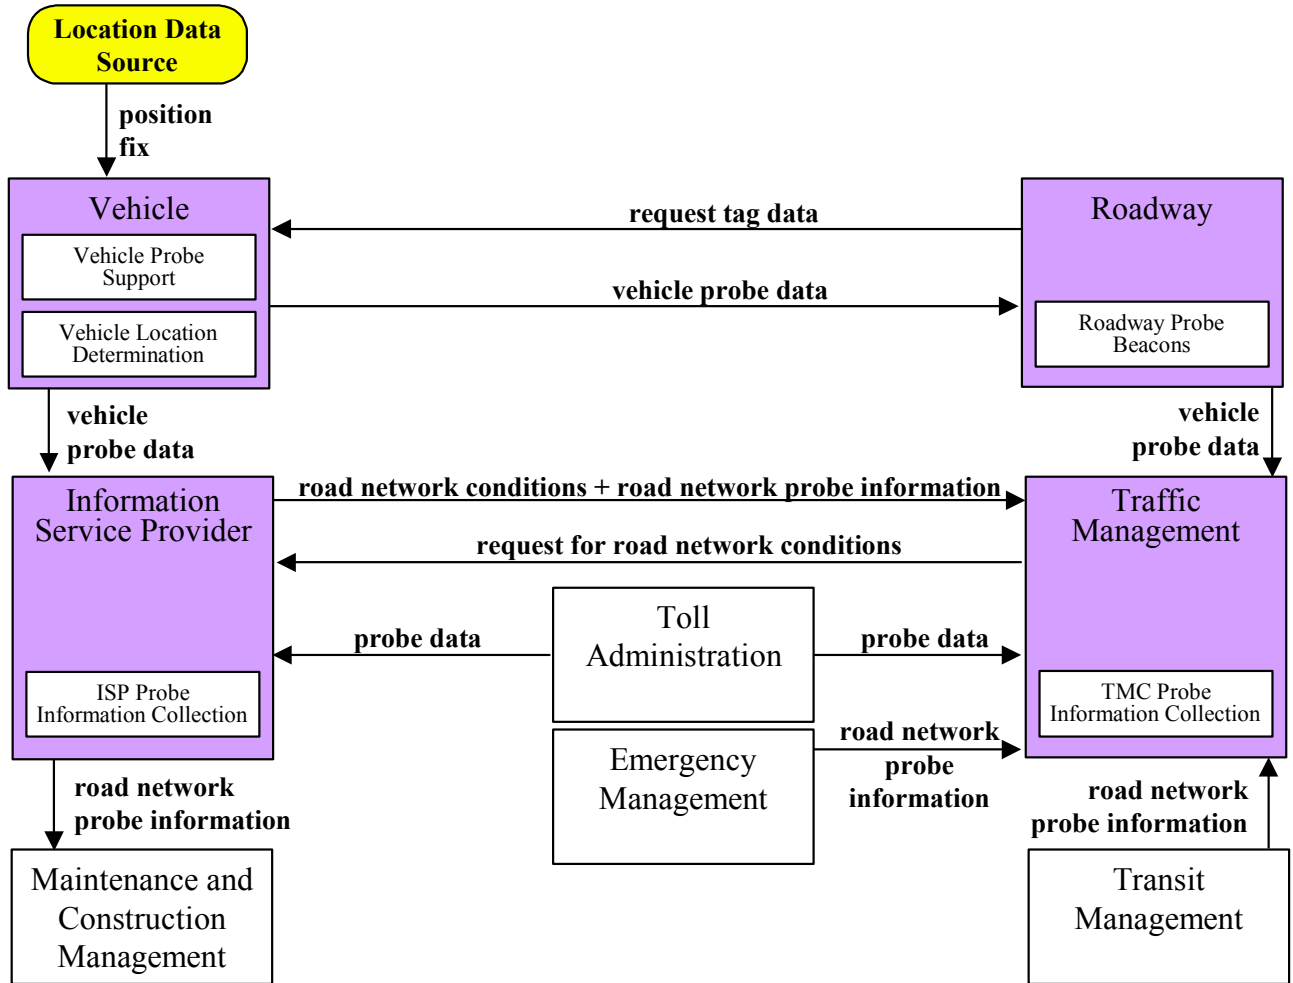 Location Data
Source
position
fix
Vehicle
Vehicle Probe
Support
Vehicle Location
Determination
request tag data
vehicle probe data
Roadway
Roadway Probe
Beacons
vehicle
probe data
vehicle
probe data
Information
Service Provider
ISP Probe
Information Collection
road network conditions + road network probe information
request for road network conditions
Traffic
Management
TMC Probe
Information Collection
probe data
Toll
Administration
probe data
Emergency
Management
road network
probe
information
road network
probe information
road network
probe information
Maintenance and
Construction
Management
Transit
Management